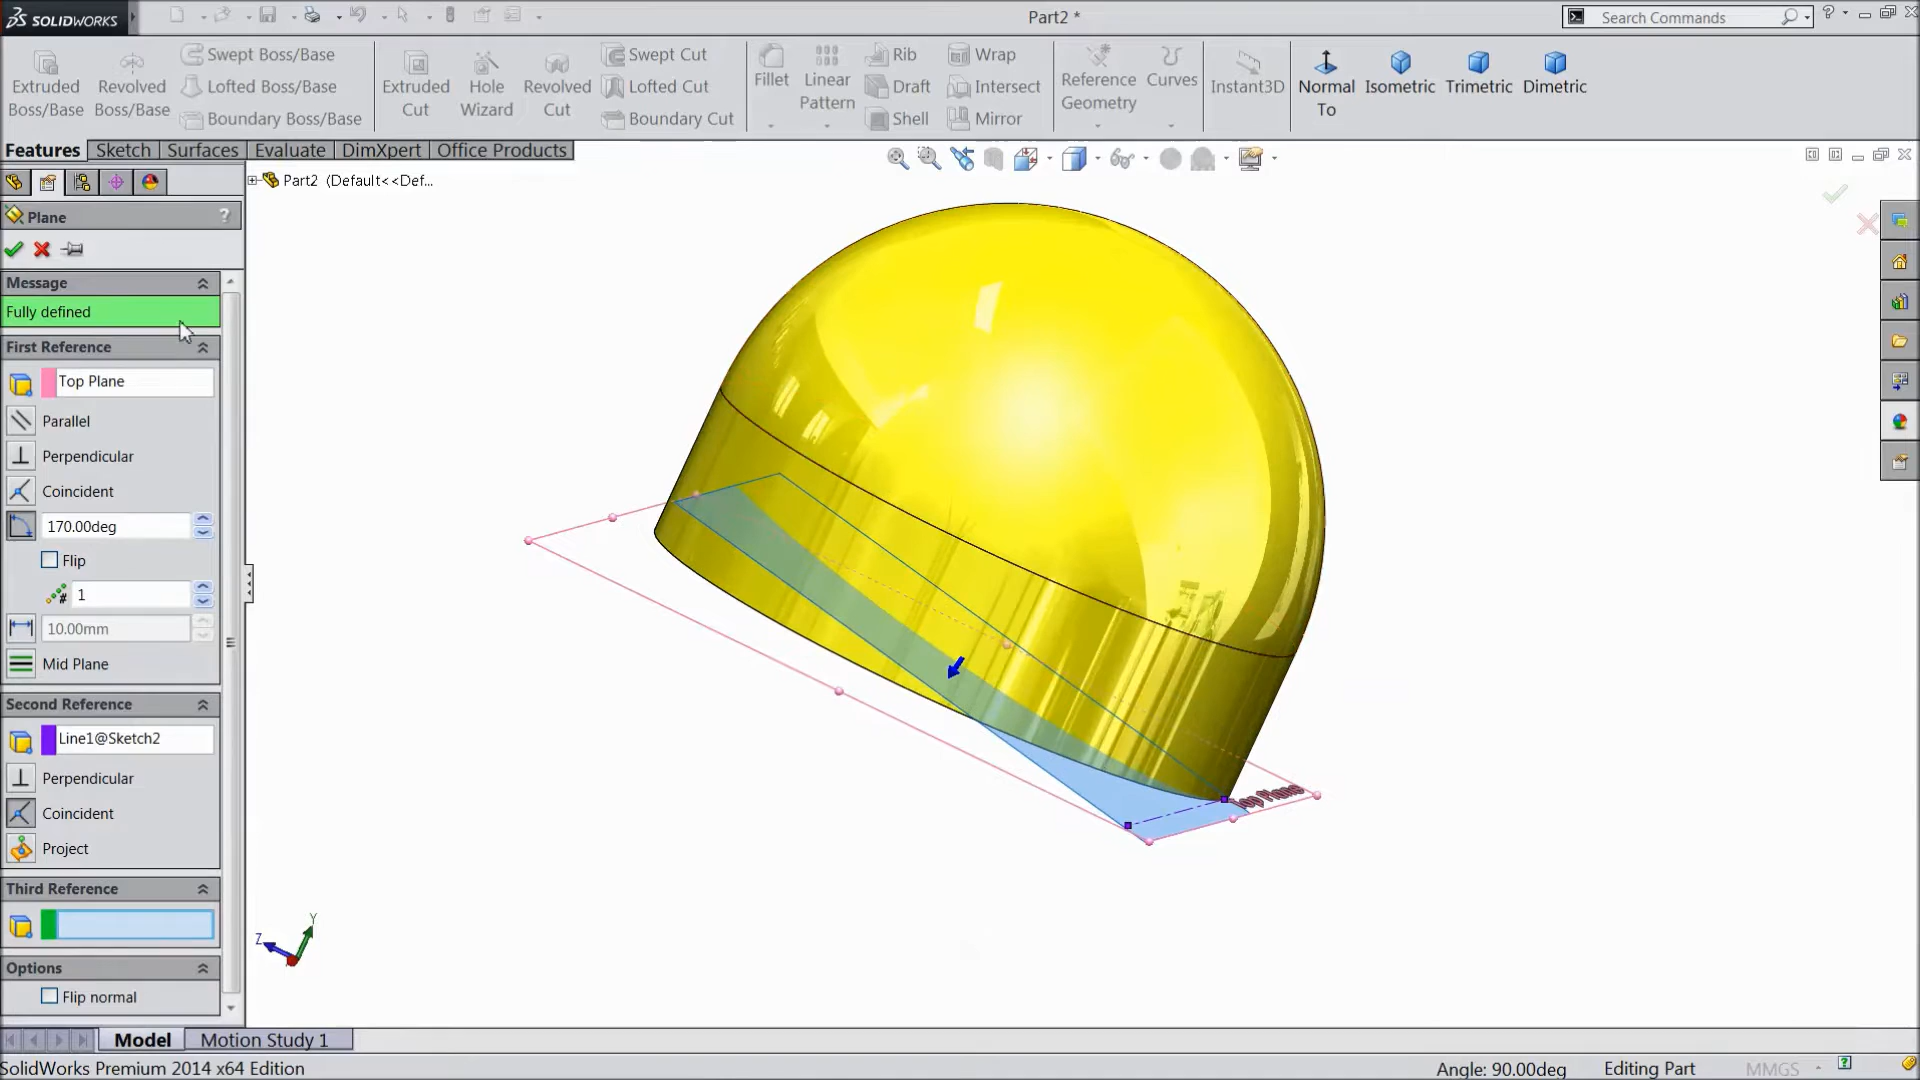 SOLIDWORKS
Part2 *
Search Commands
Extruded Boss/Base
Revolved Boss/Base
Swept Boss/Base
Lofted Boss/Base
Boundary Boss/Base
Extruded Cut
Hole Wizard
Revolved Cut
Swept Cut
Lofted Cut
Boundary Cut
Fillet
Linear Pattern
Rib
Draft
Shell
Wrap
Intersect
Mirror
Reference Geometry
Curves
Instant3D
Normal To
Isometric
Trimetric
Dimetric
Features
Sketch
Surfaces
Evaluate
DimXpert
Office Products
Part2 (Default<<Def...
Plane
?
Message
Fully defined
First Reference
Top Plane
Parallel
Perpendicular
Coincident
170.00deg
Flip
# 1
10.00mm
Mid Plane
Second Reference
Line1@Sketch2
Perpendicular
Coincident
Project
Third Reference
Options
Flip normal
Top Plane
Y
Z
Model
Motion Study 1
SolidWorks Premium 2014 x64 Edition
Angle: 90.00deg
Editing Part
MMGS